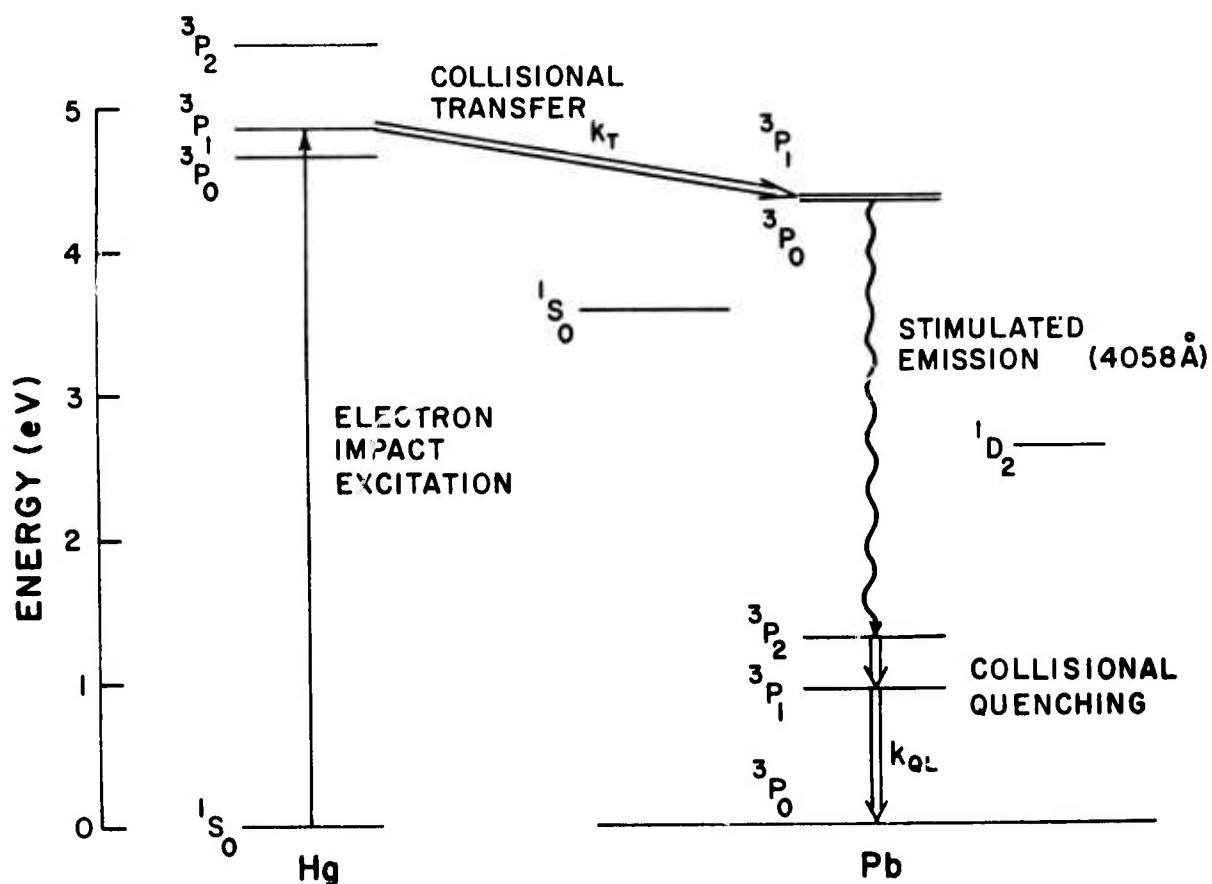 ³P₂
³P₁
³P₀
COLLISIONAL
TRANSFER
k_T
³P₁
³P₀
¹S₀
STIMULATED
EMISSION (4058Å)
ELECTRON
IMPACT
EXCITATION
¹D₂
³P₂
³P₁
COLLISIONAL
QUENCHING
k_QL
³P₀
¹S₀
Hg
Pb
ENERGY (eV)
5
4
3
2
1
0